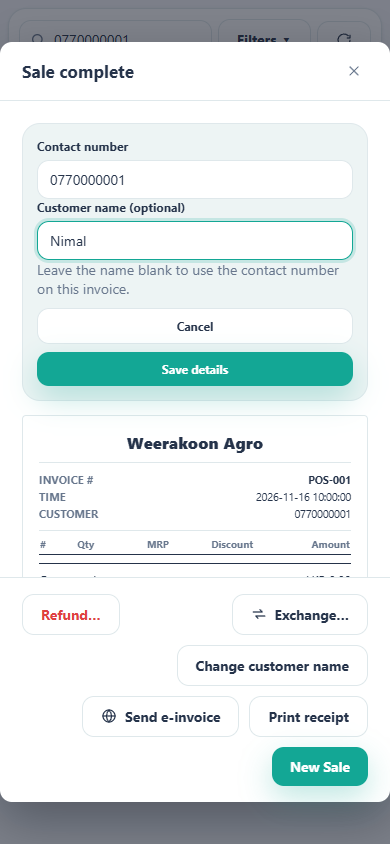 0770000001
Filters
Sale complete
Contact number
0770000001
Customer name (optional)
Nimal
Leave the name blank to use the contact number
on this invoice.
Cancel
Save details
Weerakoon Agro
INVOICE # POS-001
TIME 2026-11-16 10:00:00
CUSTOMER 0770000001
# Qty MRP Discount Amount
Refund...
Exchange...
Change customer name
Send e-invoice
Print receipt
New Sale